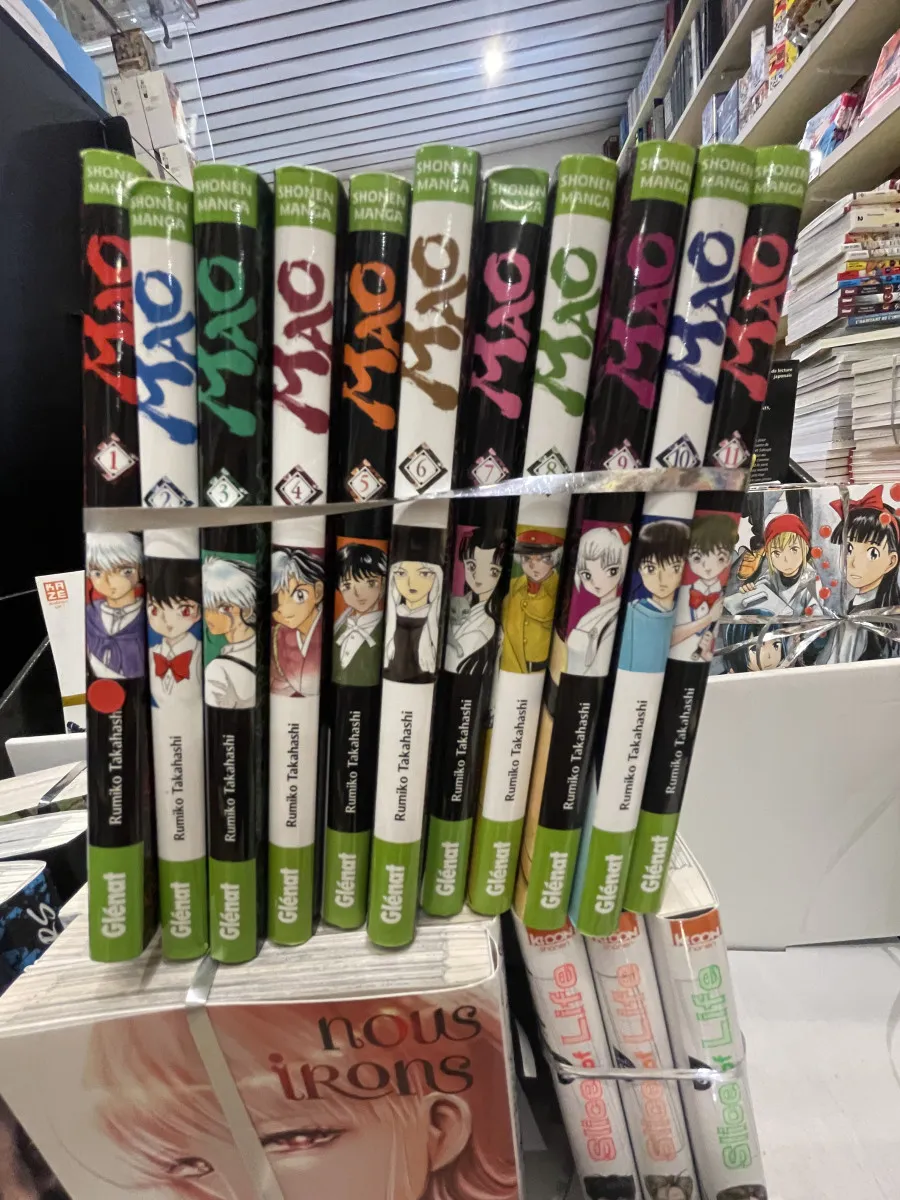 SHONEN
MANGA
MAO
1
Rumiko Takahashi
Glénat
SHONEN
MANGA
MAO
2
Rumiko Takahashi
Glénat
SHONEN
MANGA
MAO
3
Rumiko Takahashi
Glénat
SHONEN
MANGA
MAO
4
Rumiko Takahashi
Glénat
SHONEN
MANGA
MAO
5
Rumiko Takahashi
Glénat
SHONEN
MANGA
MAO
6
Rumiko Takahashi
Glénat
SHONEN
MANGA
MAO
7
Rumiko Takahashi
Glénat
SHONEN
MANGA
MAO
8
Rumiko Takahashi
Glénat
SHONEN
MANGA
MAO
9
Rumiko Takahashi
Glénat
SHONEN
MANGA
MAO
10
Rumiko Takahashi
Glénat
SHONEN
MANGA
MAO
11
Rumiko Takahashi
Glénat
KAZE
nous
irons
Slice of Life
Slice of Life
Slice of Life
de lecture
japonais